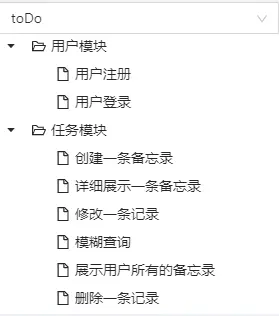 toDo
用户模块
用户注册
用户登录
任务模块
创建一条备忘录
详细展示一条备忘录
修改一条记录
模糊查询
展示用户所有的备忘录
删除一条记录